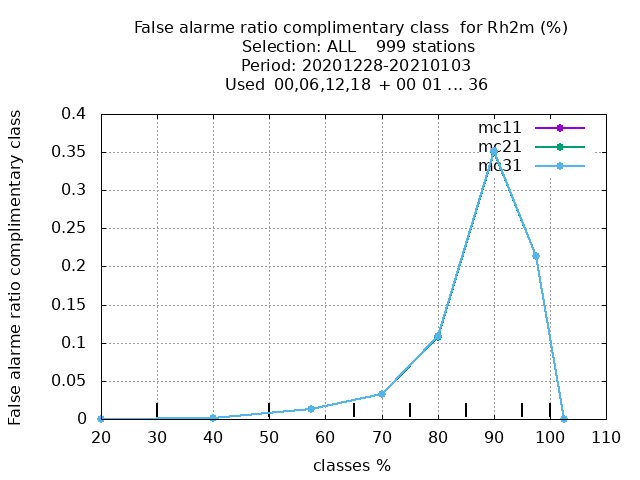 False alarme ratio complimentary class  for Rh2m (%)
Selection: ALL    999 stations
Period: 20201228-20210103
Used  00,06,12,18  + 00 01 ... 36
False alarme ratio complimentary class
0.4
0.35
0.3
0.25
0.2
0.15
0.1
0.05
0
mc11
mc21
mc31
20 30 40 50 60 70 80 90 100 110
classes %